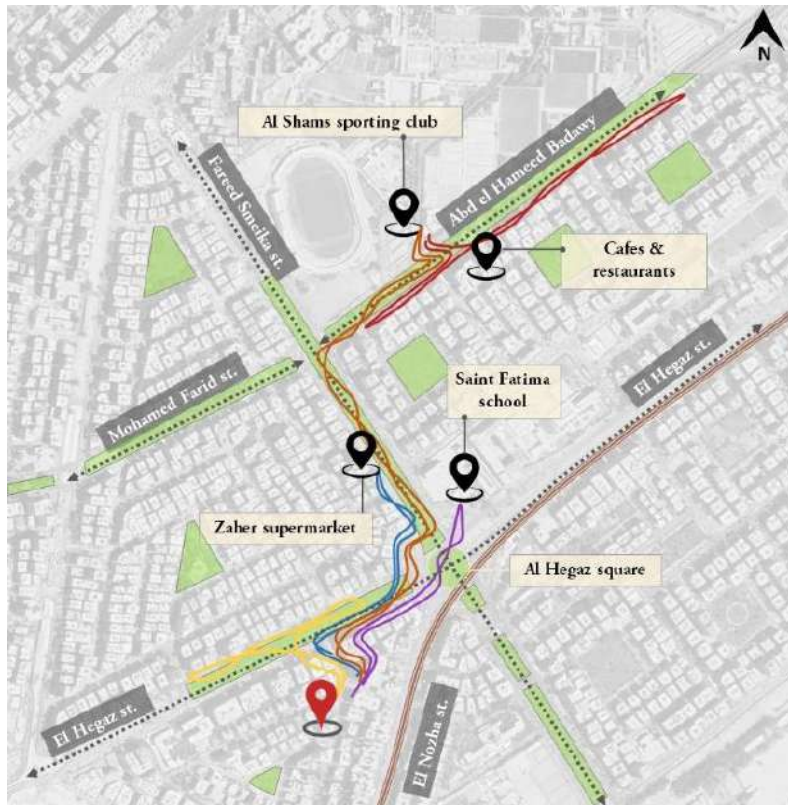 N
Al Shams sporting club
Fareed Smeika st.
Abd el Hameed Badawy
Cafes &
restaurants
El Hegaz st.
Mohamed Farid st.
Saint Fatima
school
Zaher supermarket
Al Hegaz square
El Hegaz st.
El Nozha st.